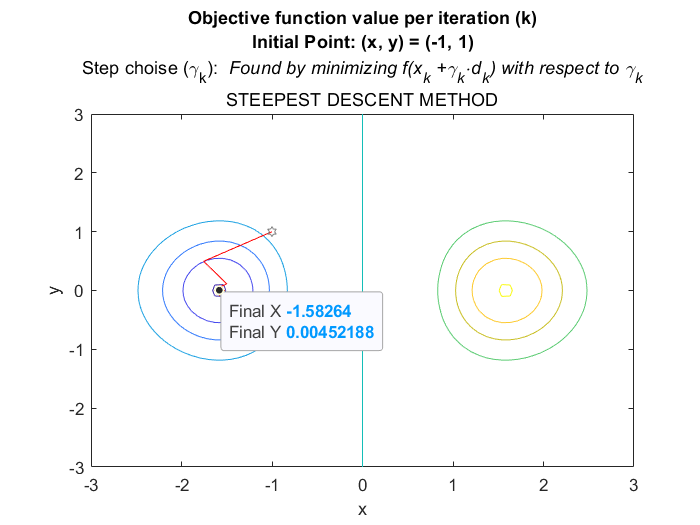 Objective function value per iteration (k)
Initial Point: (x, y) = (-1, 1)
Step choise (γk): Found by minimizing f(xk +γk·dk) with respect to γk
STEEPEST DESCENT METHOD
3
2
1
0
-1
-2
-3
y
Final X -1.58264
Final Y 0.00452188
-3 -2 -1 0 1 2 3
x